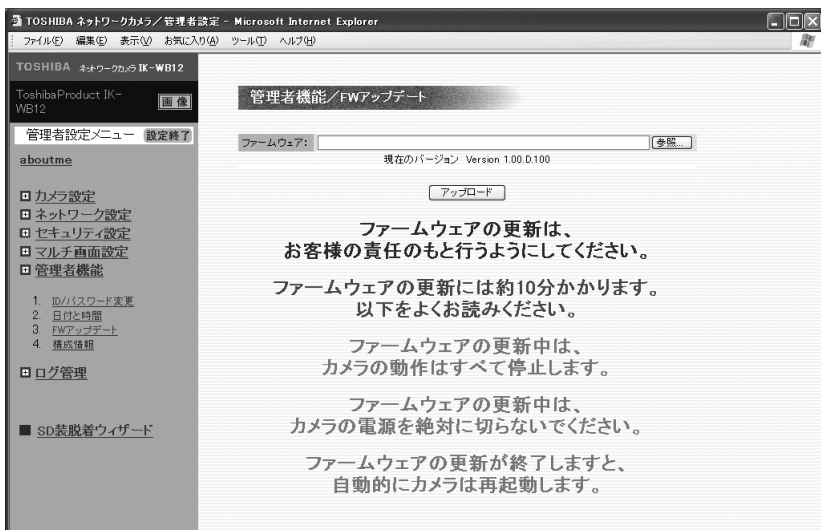 TOSHIBA ネットワークカメラ/管理者設定 - Microsoft Internet Explorer
ファイル(F) 編集(E) 表示(V) お気に入り(A) ツール(T) ヘルプ(H)
TOSHIBA ネットワークカメラ IK-WB12
ToshibaProduct IK-
WB12
画像
管理者設定メニュー 設定終了
aboutme
カメラ設定
ネットワーク設定
セキュリティ設定
マルチ画面設定
管理者機能
1. ID/パスワード変更
2. 日付と時間
3. FWアップデート
4. 構成情報
ログ管理
SD装脱着ウィザード
管理者機能/FWアップデート
ファームウェア: 参照...
現在のバージョン Version 1.00.D.100
アップロード
ファームウェアの更新は、
お客様の責任のもと行うようにしてください。
ファームウェアの更新には約10分かかります。
以下をよくお読みください。
ファームウェアの更新中は、
カメラの動作はすべて停止します。
ファームウェアの更新中は、
カメラの電源を絶対に切らないでください。
ファームウェアの更新が終了しますと、
自動的にカメラは再起動します。